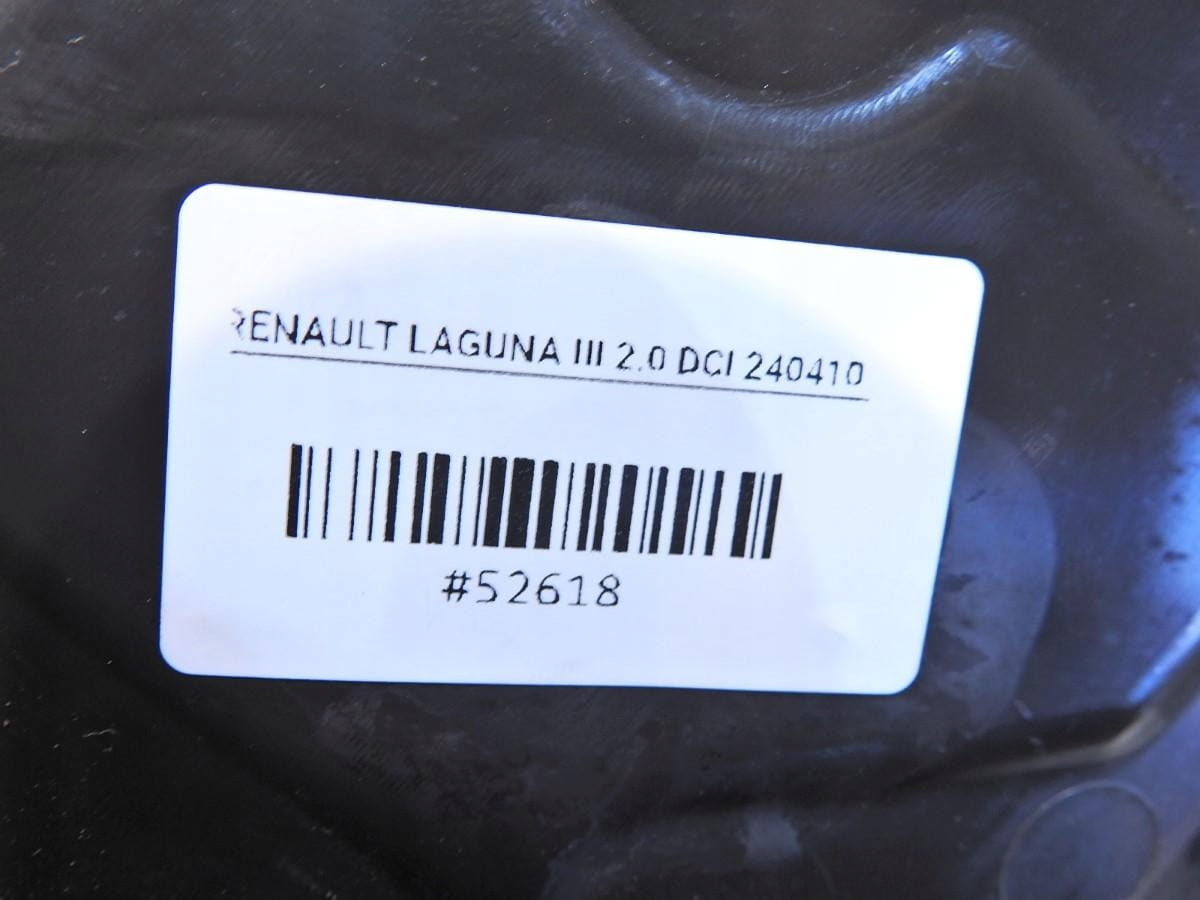 RENAULT LAGUNA III 2.0 DCI 240410
#52618